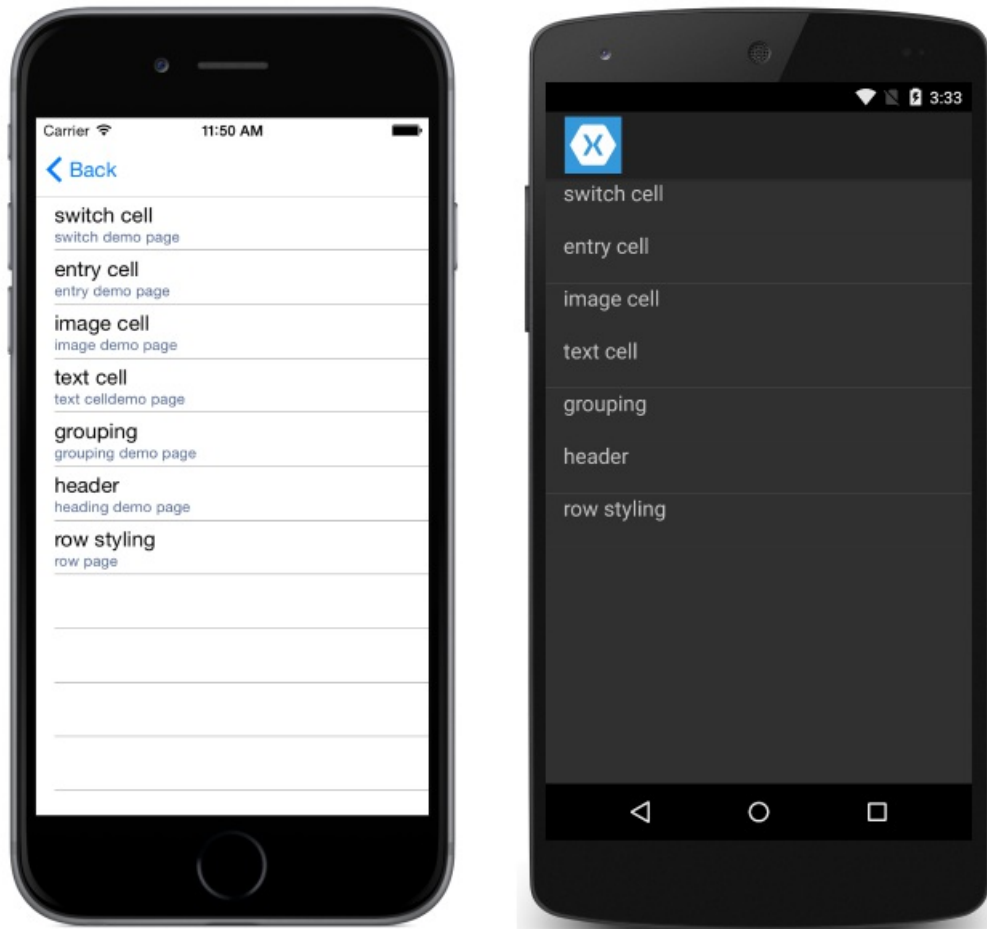 Carrier
11:50 AM
Back
switch cell
switch demo page
entry cell
entry demo page
image cell
image demo page
text cell
text celldemo page
grouping
grouping demo page
header
heading demo page
row styling
row page
3:33
switch cell
entry cell
image cell
text cell
grouping
header
row styling